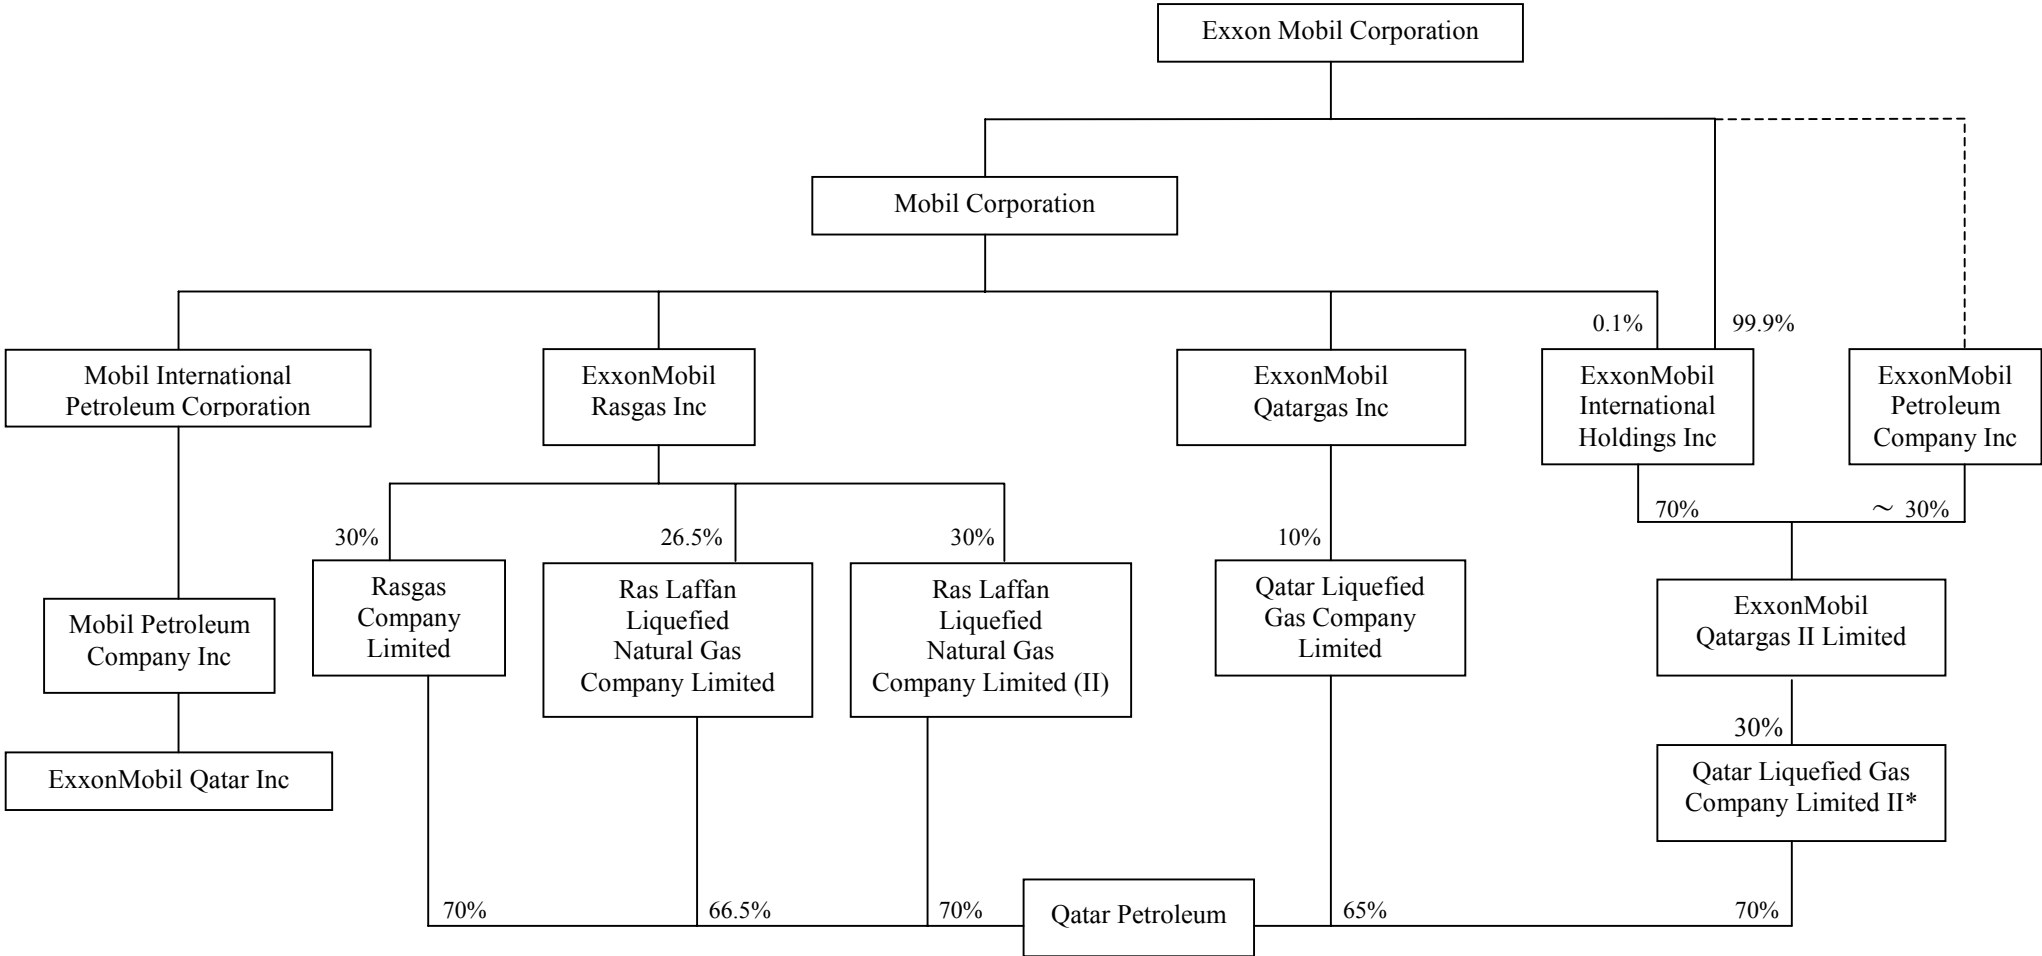 Exxon Mobil Corporation
Mobil Corporation
0.1%
99.9%
Mobil International
Petroleum Corporation
ExxonMobil
Rasgas Inc
ExxonMobil
Qatargas Inc
ExxonMobil
International
Holdings Inc
ExxonMobil
Petroleum
Company Inc
70%
~ 30%
30%
26.5%
30%
10%
Mobil Petroleum
Company Inc
Rasgas
Company
Limited
Ras Laffan
Liquefied
Natural Gas
Company Limited
Ras Laffan
Liquefied
Natural Gas
Company Limited (II)
Qatar Liquefied
Gas Company
Limited
ExxonMobil
Qatargas II Limited
30%
ExxonMobil Qatar Inc
Qatar Liquefied Gas
Company Limited II*
70%
66.5%
70%
Qatar Petroleum
65%
70%